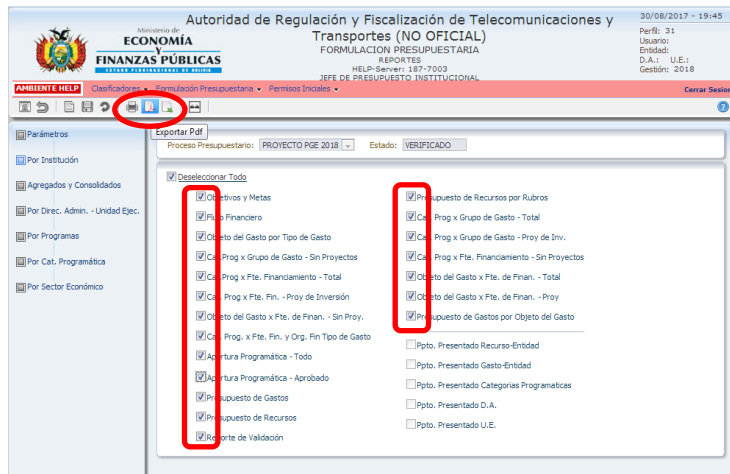 Ministerio de
ECONOMÍA
Y
FINANZAS PÚBLICAS
ESTADO PLURINACIONAL DE BOLIVIA
Autoridad de Regulación y Fiscalización de Telecomunicaciones y
Transportes (NO OFICIAL)
FORMULACION PRESUPUESTARIA
REPORTES
HELP-Server: 187-7003
JEFE DE PRESUPUESTO INSTITUCIONAL
30/08/2017 - 19:45
Perfil: 31
Usuario:
Entidad:
D.A.: U.E.:
Gestión: 2018
AMBIENTE HELP Clasificadores Formulación Presupuestaria Permisos Iniciales Cerrar Sesion
Exportar Pdf
Parámetros
Por Institución
Agregados y Consolidados
Por Direc. Admin. - Unidad Ejec.
Por Programas
Por Cat. Programática
Por Sector Económico
Proceso Presupuestario: PROYECTO PGE 2018 Estado: VERIFICADO
Deseleccionar Todo
Objetivos y Metas
Flujo Financiero
Objeto del Gasto por Tipo de Gasto
Cat. Prog x Grupo de Gasto - Sin Proyectos
Cat. Prog x Fte. Financiamiento - Total
Cat. Prog x Fte. Fin. - Proy de Inversión
Objeto del Gasto x Fte. de Finan. - Sin Proy.
Cat. Prog. x Fte. Fin. y Org. Fin Tipo de Gasto
Apertura Programática - Todo
Apertura Programática - Aprobado
Presupuesto de Gastos
Presupuesto de Recursos
Reporte de Validación
Presupuesto de Recursos por Rubros
Cat. Prog x Grupo de Gasto - Total
Cat. Prog x Grupo de Gasto - Proy de Inv.
Cat. Prog x Fte. Financiamiento - Sin Proyectos
Objeto del Gasto x Fte. de Finan. - Total
Objeto del Gasto x Fte. de Finan. - Proy
Presupuesto de Gastos por Objeto del Gasto
Ppto. Presentado Recurso-Entidad
Ppto. Presentado Gasto-Entidad
Ppto. Presentado Categorias Programaticas
Ppto. Presentado D.A.
Ppto. Presentado U.E.